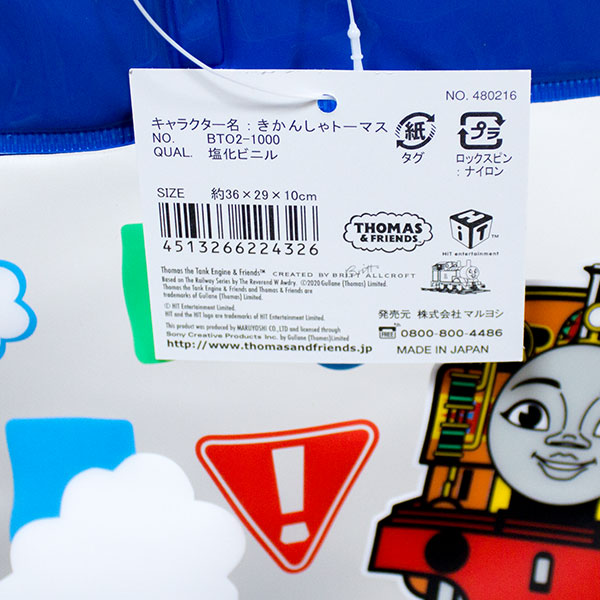 NO. 480216
キャラクター名：きかんしゃトーマス
NO. BTO2-1000
QUAL. 塩化ビニル
紙
タグ
プラ
ロックスピン
：ナイロン
SIZE 約36×29×10cm
4513266224326
THOMAS
& FRIENDS™
HiT
™
HIT entertainment
Thomas the Tank Engine & Friends™ CREATED BY BRITT ALLCROFT
Based on The Railway Series by The Reverend W Awdry. ©2020 Gullane (Thomas) Limited.
Thomas the Tank Engine & Friends and Thomas & Friends are
trademarks of Gullane (Thomas) Limited.
© HIT Entertainment Limited.
HIT and the HIT logo are trademarks of HIT Entertainment Limited.
This product was produced by MARUYOSHI CO.,LTD and licensed through
Sony Creative Products Inc. by Gullane (Thomas) Limited
http://www.thomasandfriends.jp
発売元 株式会社 マルヨシ
FREE 0800-800-4486
MADE IN JAPAN
!